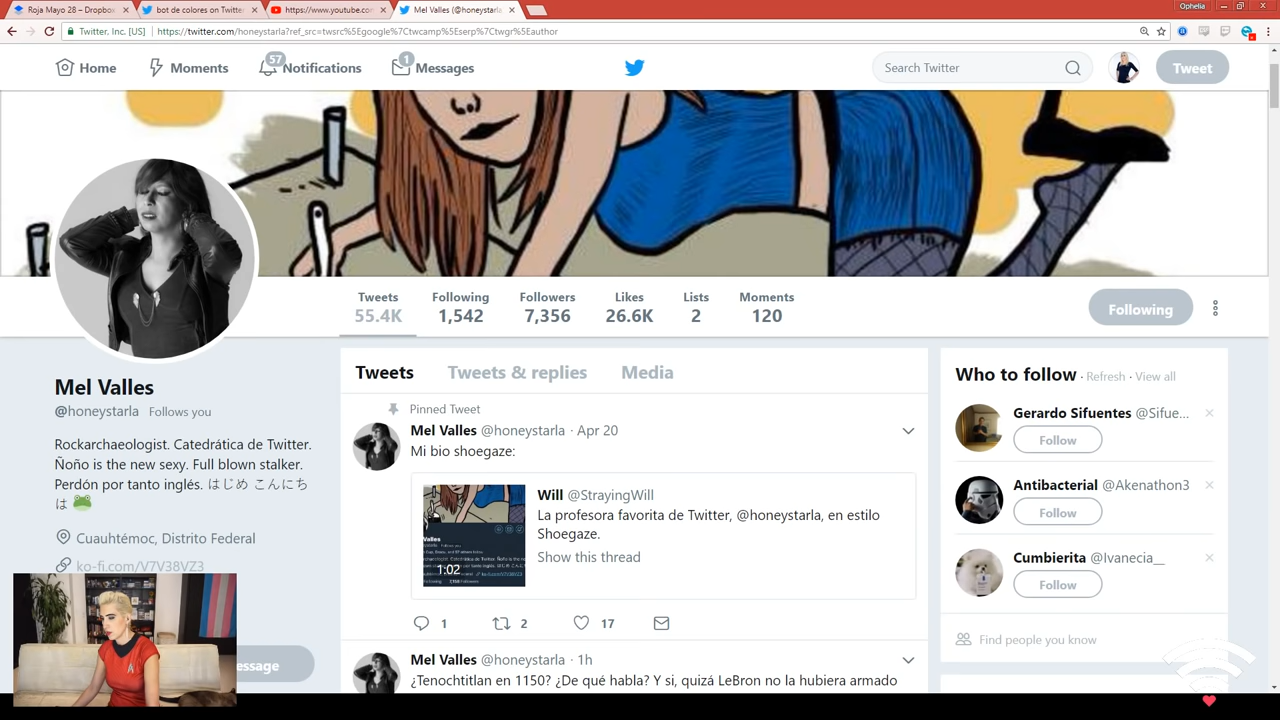 Roja Mayo 28 – Dropbox
bot de colores on Twitter
https://www.youtube.com
Mel Valles (@honeystarla
Ophelia
Twitter, Inc. [US]
https://twitter.com/honeystarla?ref_src=twsrc%5Egoogle%7Ctwcamp%5Eserp%7Ctwgr%5Eauthor
Home
Moments
57
Notifications
1
Messages
Search Twitter
Tweet
Tweets
Following
Followers
Likes
Lists
Moments
55.4K
1,542
7,356
26.6K
2
120
Following
Mel Valles
@honeystarla Follows you
Rockarchaeologist. Catedrática de Twitter.
Ñoño is the new sexy. Full blown stalker.
Perdón por tanto inglés. はじめ こんにち
は 🐸
Cuauhtémoc, Distrito Federal
ko-fi.com/V7V38VZ3
essage
Tweets
Tweets & replies
Media
Pinned Tweet
Mel Valles @honeystarla · Apr 20
Mi bio shoegaze:
1:02
Will @StrayingWill
La profesora favorita de Twitter, @honeystarla, en estilo
Shoegaze.
Show this thread
1
2
17
Mel Valles @honeystarla · 1h
¿Tenochtitlan en 1150? ¿De qué habla? Y si, quizá LeBron no la hubiera armado
Who to follow · Refresh · View all
Gerardo Sifuentes @Sifue...
Follow
Antibacterial @Akenathon3
Follow
Cumbierita @Ivanexa__
Follow
Find people you know